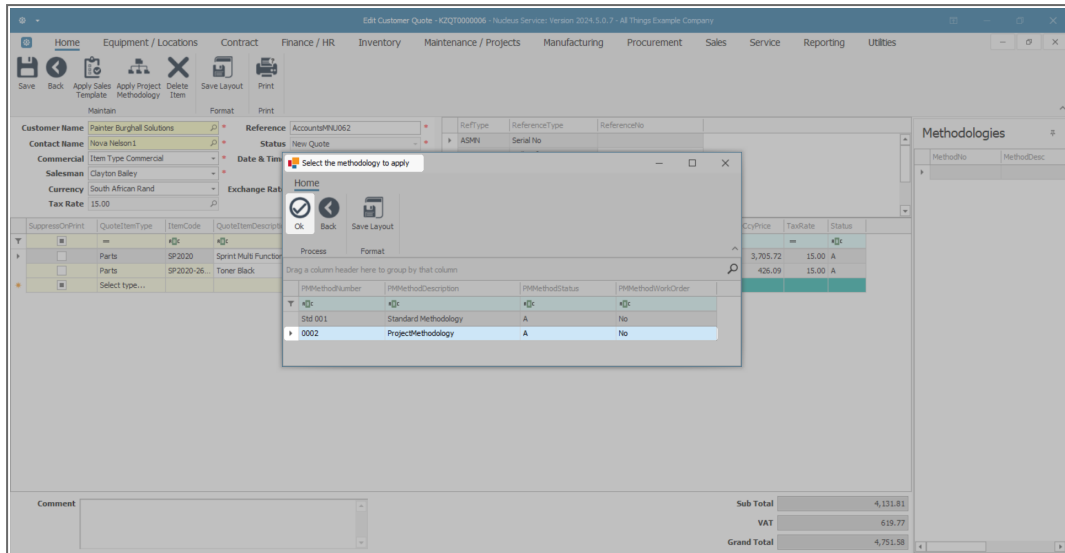 Edit Customer Quote - KZQT0000006 - Nucleus Service: Version 2024.5.0.7 - All Things Example Company
Home Equipment / Locations Contract Finance / HR Inventory Maintenance / Projects Manufacturing Procurement Sales Service Reporting Utilities
Save Back Apply Sales Template Apply Project Methodology Delete Item Save Layout Print
Maintain Format Print
Customer Name Painter Burghall Solutions * Reference AccountsMNU062 * RefType ReferenceType ReferenceNo
Contact Name Nova Nelson1 * Status New Quote * ASMN Serial No
Commercial Item Type Commercial * Date & Tim
Salesman Clayton Bailey *
Currency South African Rand Exchange Rat
Tax Rate 15.00
Methodologies
MethodNo MethodDesc
SuppressOnPrint QuoteItemType ItemCode QuoteItemDescripti CcyPrice TaxRate Status
Parts SP2020 Sprint Multi Function 3,705.72 15.00 A
Parts SP2020-26... Toner Black 426.09 15.00 A
Select type...
Select the methodology to apply
Home
Ok Back Save Layout
Process Format
Drag a column header here to group by that column
PMMethodNumber PMMethodDescription PMMethodStatus PMMethodWorkOrder
Std 001 Standard Methodology A No
0002 ProjectMethodology A No
Comment
Sub Total 4,131.81
VAT 619.77
Grand Total 4,751.58